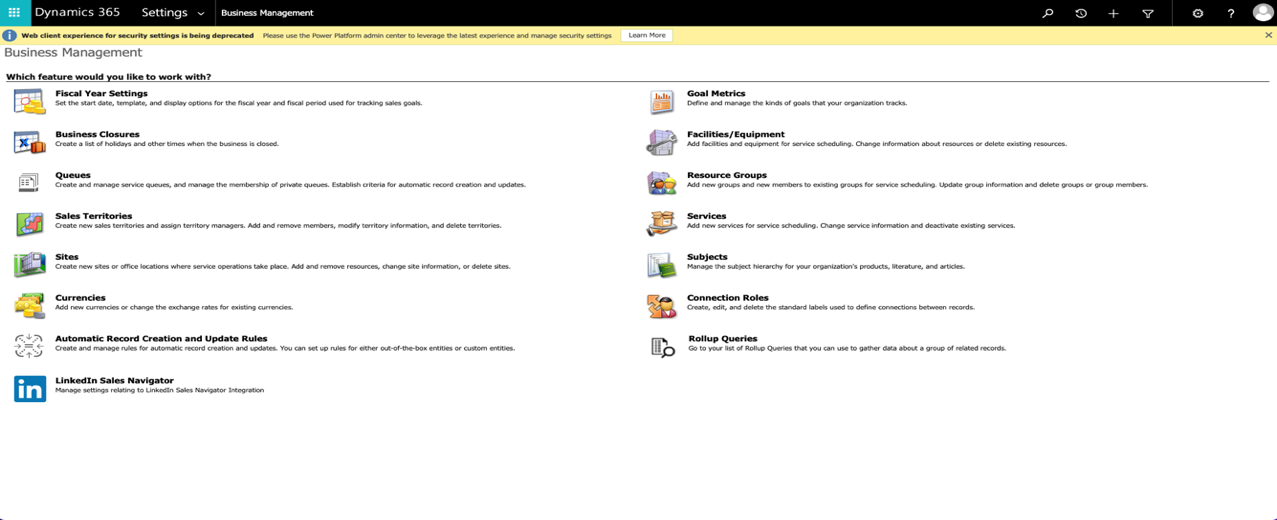 Dynamics 365 Settings Business Management ?
Web client experience for security settings is being deprecated Please use the Power Platform admin center to leverage the latest experience and manage security settings Learn More
Business Management
Which feature would you like to work with?
Fiscal Year Settings
Set the start date, template, and display options for the fiscal year and fiscal period used for tracking sales goals.
Goal Metrics
Define and manage the kinds of goals that your organization tracks.
Business Closures
Create a list of holidays and other times when the business is closed.
Facilities/Equipment
Add facilities and equipment for service scheduling. Change information about resources or delete existing resources.
Queues
Create and manage service queues, and manage the membership of private queues. Establish criteria for automatic record creation and updates.
Resource Groups
Add new groups and new members to existing groups for service scheduling. Update group information and delete groups or group members.
Sales Territories
Create new sales territories and assign territory managers. Add and remove members, modify territory information, and delete territories.
Services
Add new services for service scheduling. Change service information and deactivate existing services.
Sites
Create new sites or office locations where service operations take place. Add and remove resources, change site information, or delete sites.
Subjects
Manage the subject hierarchy for your organization's products, literature, and articles.
Currencies
Add new currencies or change the exchange rates for existing currencies.
Connection Roles
Create, edit, and delete the standard labels used to define connections between records.
Automatic Record Creation and Update Rules
Create and manage rules for automatic record creation and updates. You can set up rules for either out-of-the-box entities or custom entities.
Rollup Queries
Go to your list of Rollup Queries that you can use to gather data about a group of related records.
in
LinkedIn Sales Navigator
Manage settings relating to LinkedIn Sales Navigator Integration